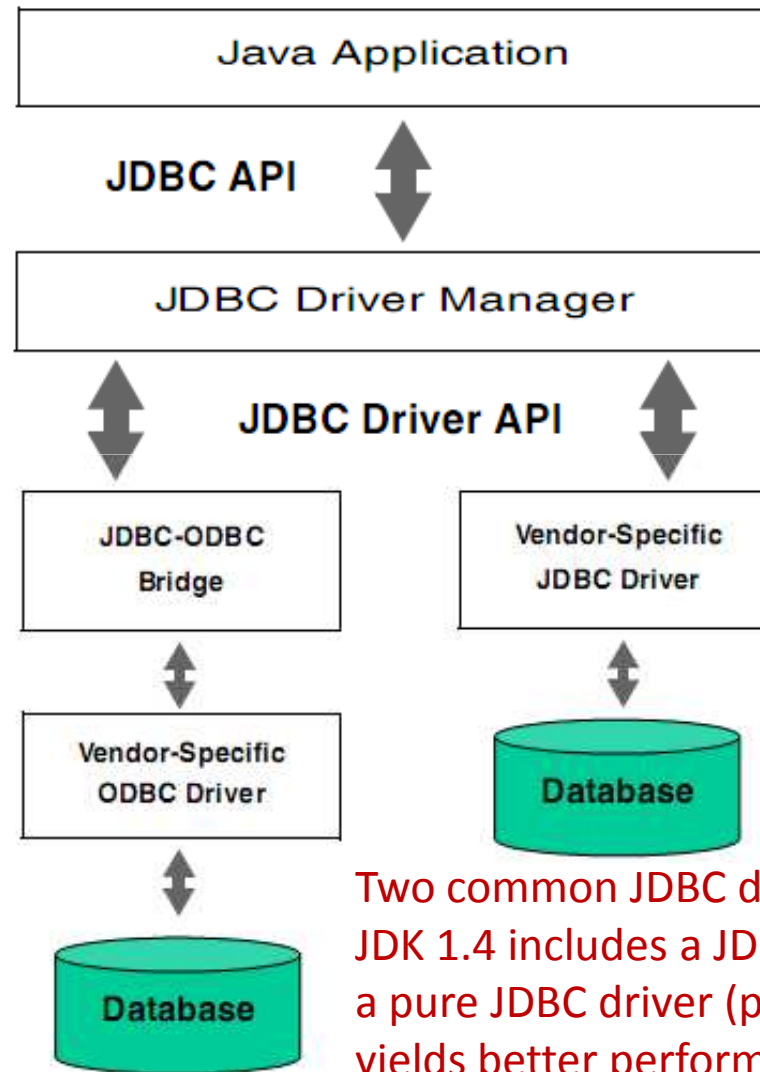 Java Application
JDBC API
JDBC Driver Manager
JDBC Driver API
JDBC-ODBC
Bridge
Vendor-Specific
JDBC Driver
Vendor-Specific
ODBC Driver
Database
Database
Two common JDBC d
JDK 1.4 includes a JD
a pure JDBC driver (p
yields better perform